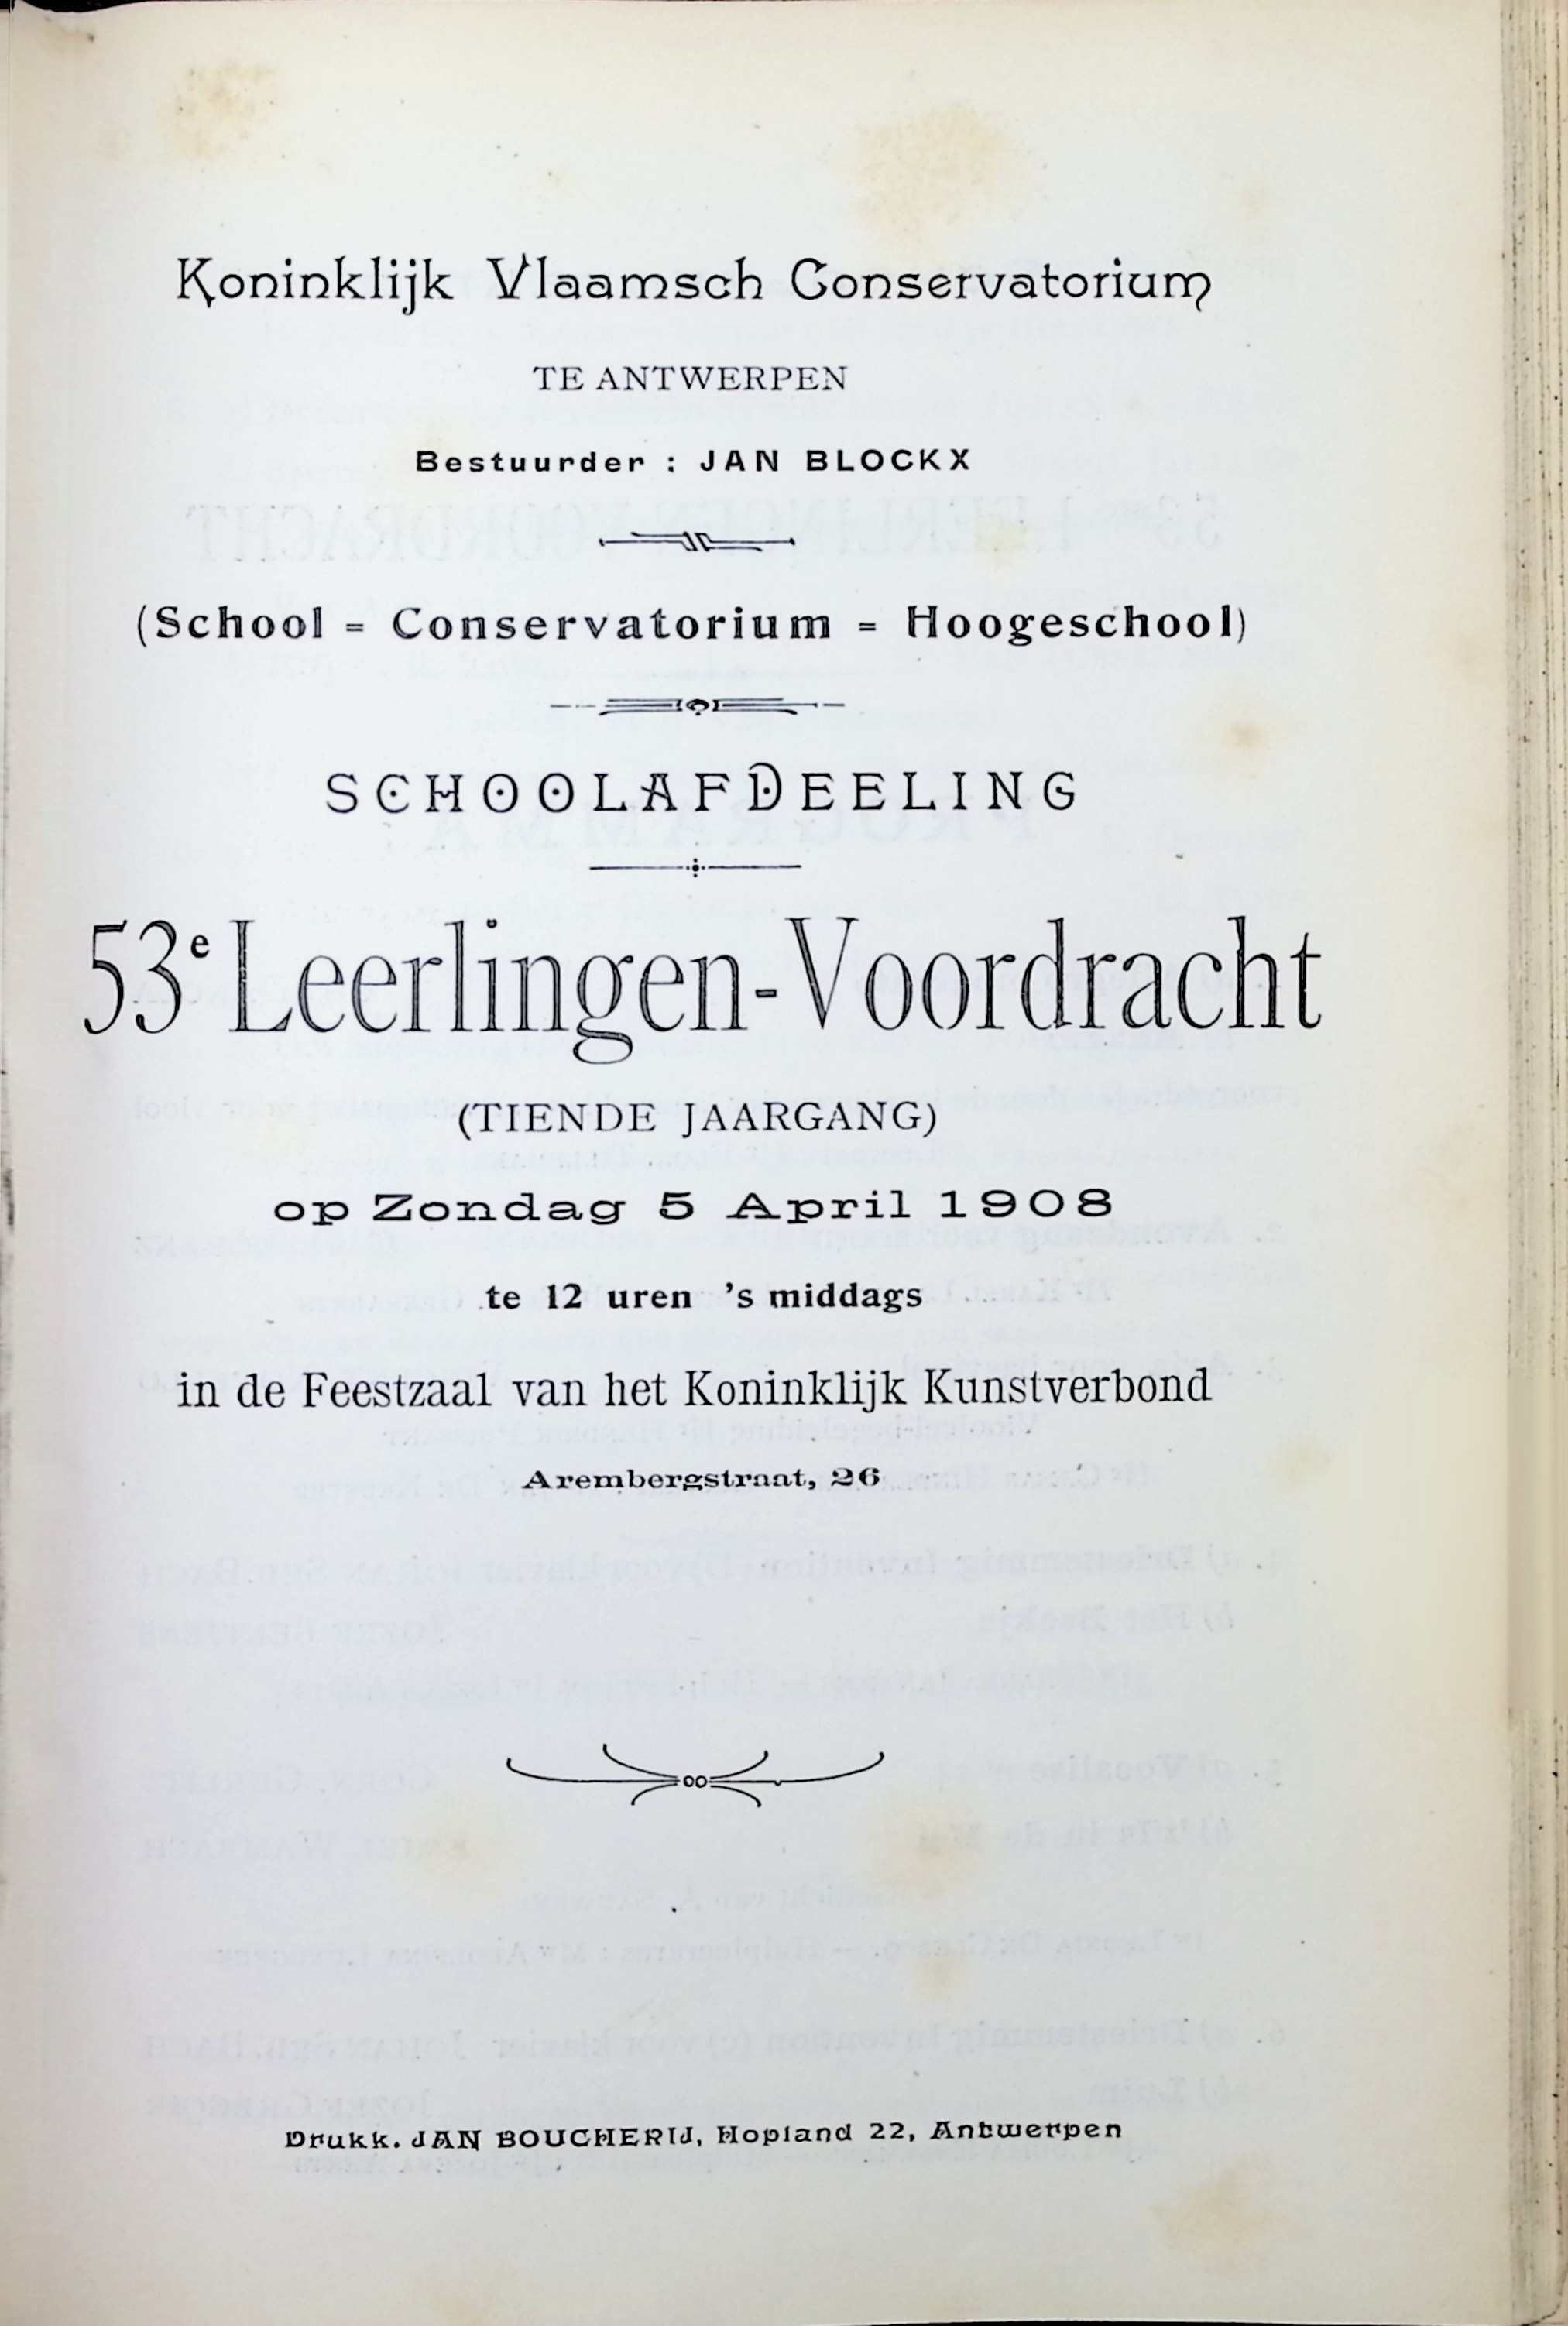 Koninklijk Vlaamsch Conservatorium
TE ANTWERPEN
Bestuurder : JAN BLOCKX
(School = Conservatorium = Hoogeschool)
SCHOOLAFDEELING
53e Leerlingen-Voordracht
(TIENDE JAARGANG)
op Zondag 5 April 1908
te 12 uren 's middags
in de Feestzaal van het Koninklijk Kunstverbond
Arembergstraat, 26
Drukk. JAN BOUCHERIJ, Hopland 22, Antwerpen